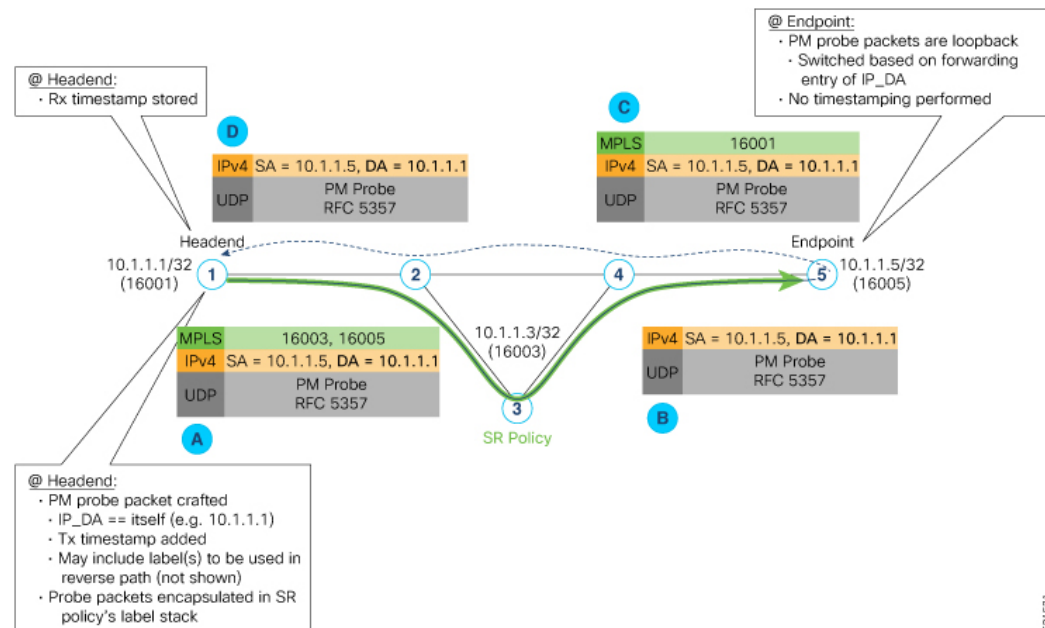 @ Endpoint:
· PM probe packets are loopback
· Switched based on forwarding
entry of IP_DA
· No timestamping performed
@ Headend:
· Rx timestamp stored
D
IPv4 SA = 10.1.1.5, DA = 10.1.1.1
UDP
PM Probe
RFC 5357
C
MPLS 16001
IPv4 SA = 10.1.1.5, DA = 10.1.1.1
UDP
PM Probe
RFC 5357
Headend
10.1.1.1/32
(16001)
1
2
4
5
Endpoint
10.1.1.5/32
(16005)
10.1.1.3/32
(16003)
3
SR Policy
MPLS 16003, 16005
IPv4 SA = 10.1.1.5, DA = 10.1.1.1
UDP
PM Probe
RFC 5357
A
IPv4 SA = 10.1.1.5, DA = 10.1.1.1
UDP
PM Probe
RFC 5357
B
@ Headend:
· PM probe packet crafted
· IP_DA == itself (e.g. 10.1.1.1)
· Tx timestamp added
· May include label(s) to be used in
reverse path (not shown)
· Probe packets encapsulated in SR
policy's label stack